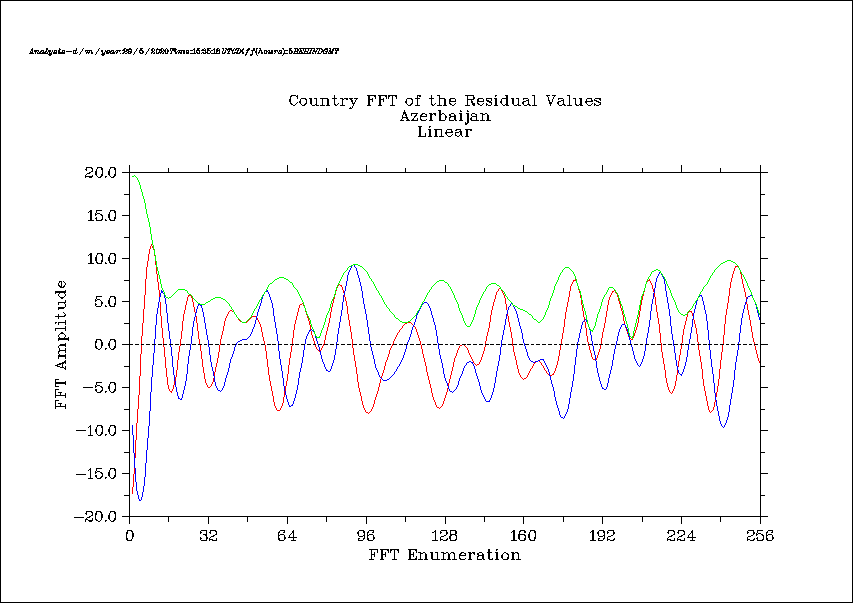 Country FFT of the Residual Values
Azerbaijan
Linear
FFT Amplitude
20.0
15.0
10.0
5.0
0.0
-5.0
-10.0
-15.0
-20.0
0 32 64 96 128 160 192 224 256
FFT Enumeration